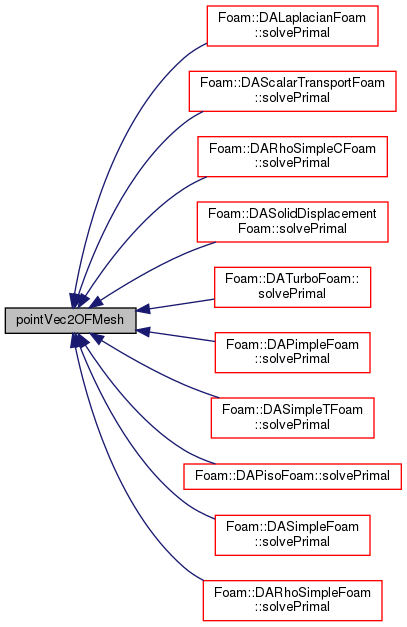 Foam::DALaplacianFoam
::solvePrimal
Foam::DAScalarTransportFoam
::solvePrimal
Foam::DARhoSimpleCFoam
::solvePrimal
Foam::DASolidDisplacement
Foam::solvePrimal
Foam::DATurboFoam::
solvePrimal
pointVec2OFMesh
Foam::DAPimpleFoam
::solvePrimal
Foam::DASimpleTFoam
::solvePrimal
Foam::DAPisoFoam::solvePrimal
Foam::DASimpleFoam
::solvePrimal
Foam::DARhoSimpleFoam
::solvePrimal